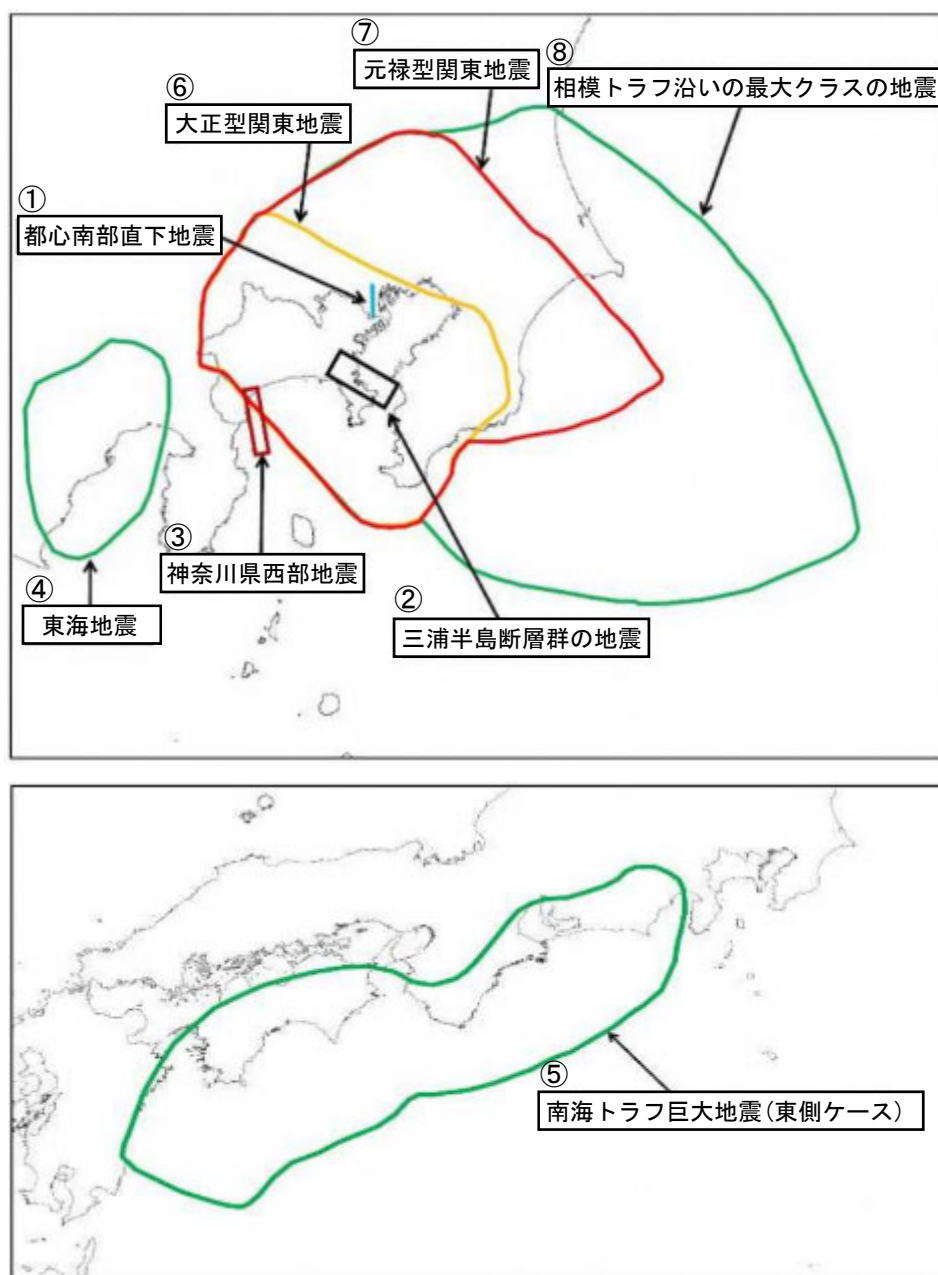 ⑦
元禄型関東地震
⑧
相模トラフ沿いの最大クラスの地震
⑥
大正型関東地震
①
都心南部直下地震
③
神奈川県西部地震
④
東海地震
②
三浦半島断層群の地震
⑤
南海トラフ巨大地震(東側ケース)